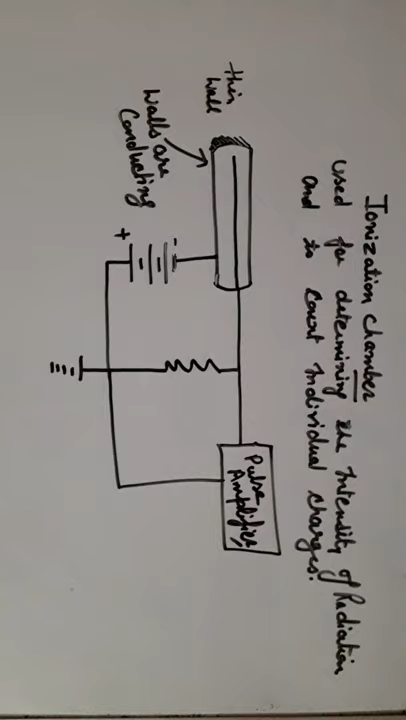 Ionization chamber
used for determining the Intensity of Radiation
and to count individual charges.
thin
wall
Walls are
Conducting
-
+
Pulse
Amplifier